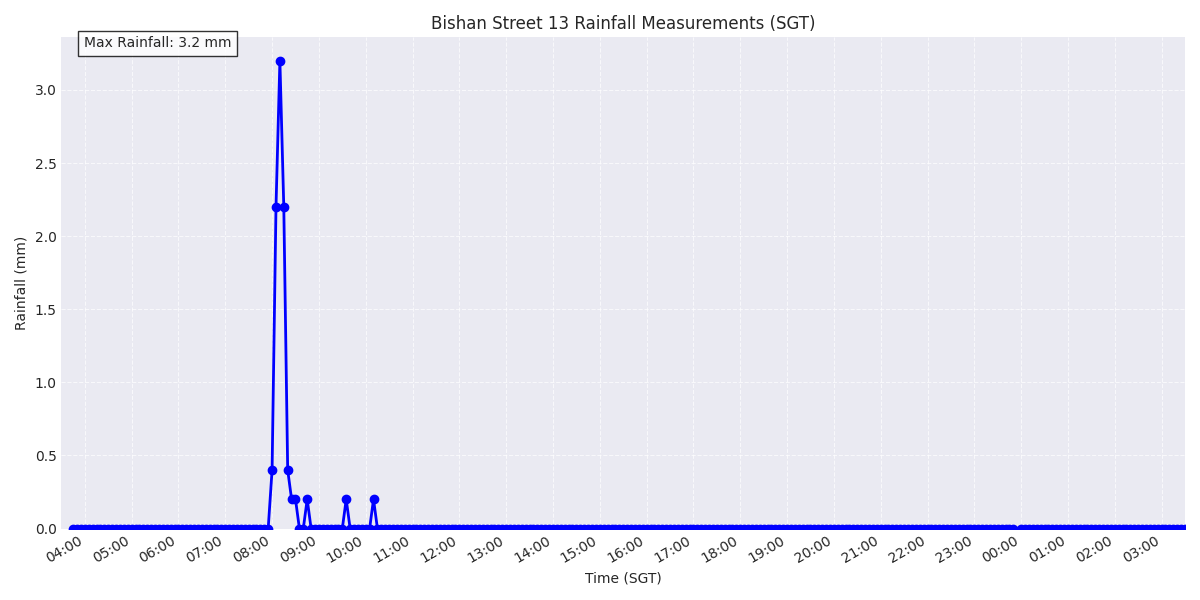 Bishan Street 13 Rainfall Measurements (SGT)
Max Rainfall: 3.2 mm
Rainfall (mm)
3.0
2.5
2.0
1.5
1.0
0.5
0.0
04:00 05:00 06:00 07:00 08:00 09:00 10:00 11:00 12:00 13:00 14:00 15:00 16:00 17:00 18:00 19:00 20:00 21:00 22:00 23:00 00:00 01:00 02:00 03:00
Time (SGT)